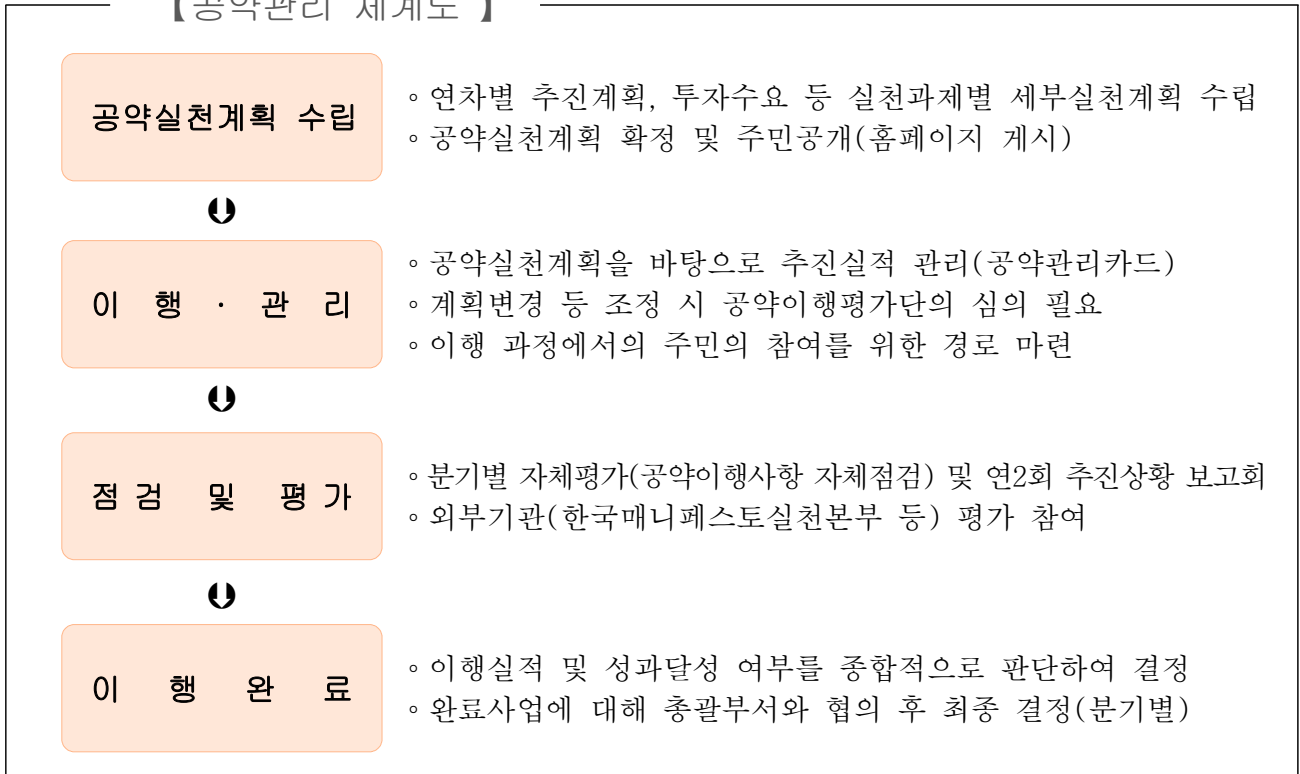 【공약관리 체계도 】
공약실천계획 수립
◦연차별 추진계획, 투자수요 등 실천과제별 세부실천계획 수립
◦공약실천계획 확정 및 주민공개(홈페이지 게시)
이 행 · 관 리
◦공약실천계획을 바탕으로 추진실적 관리(공약관리카드)
◦계획변경 등 조정 시 공약이행평가단의 심의 필요
◦이행 과정에서의 주민의 참여를 위한 경로 마련
점 검 및 평 가
◦분기별 자체평가(공약이행사항 자체점검) 및 연2회 추진상황 보고회
◦외부기관(한국매니페스토실천본부 등) 평가 참여
이 행 완 료
◦이행실적 및 성과달성 여부를 종합적으로 판단하여 결정
◦완료사업에 대해 총괄부서와 협의 후 최종 결정(분기별)